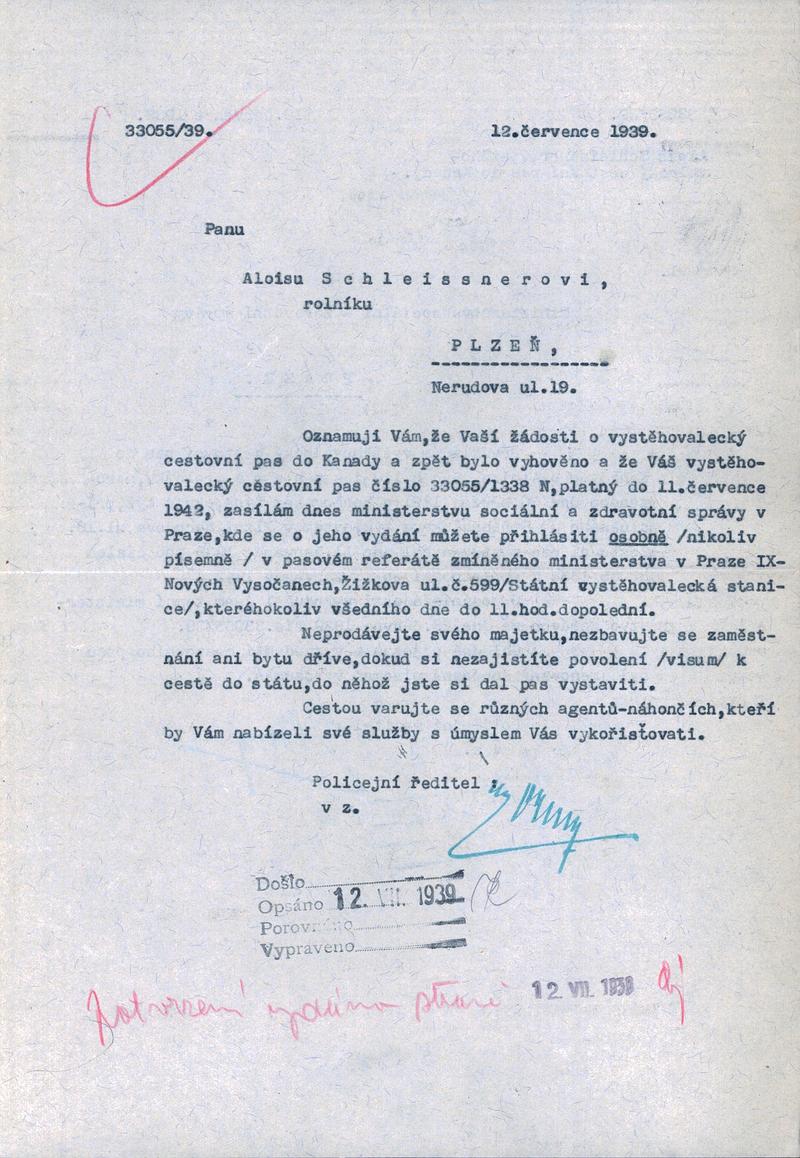 33055/39.
12.července 1939.
Panu
Aloisu Schleissnerovi,
rolníku
PLZEŇ,
Nerudova ul.19.
Oznamuji Vám,že Vaší žádosti o vystěhovalecký
cestovní pas do Kanady a zpět bylo vyhověno a že Váš vystěho-
valecký cestovní pas číslo 33055/1338 N,platný do 11.července
1942, zasílám dnes ministerstvu sociální a zdravotní správy v
Praze,kde se o jeho vydání můžete přihlásiti osobně /nikoliv
písemně / v pasovém referátě zmíněného ministerstva v Praze IX-
Nových Vysočanech,Žižkova ul.č.599/Státní vystěhovalecká stani-
ce/,kteréhokoliv všedního dne do 11.hod.dopolední.
Neprodávejte svého majetku,nezbavujte se zaměst-
nání ani bytu dříve,dokud si nezajistíte povolení /visum/ k
cestě do státu,do něhož jste si dal pas vystaviti.
Cestou varujte se různých agentů-náhončích,kteří
by Vám nabízeli své služby s úmyslem Vás vykořisťovati.
Policejní ředitel :
v z.
Došlo
Opsáno 12. VII. 1939
Porovnáno
Vypraveno
Potvrzení vydáno straně 12 VII. 1939